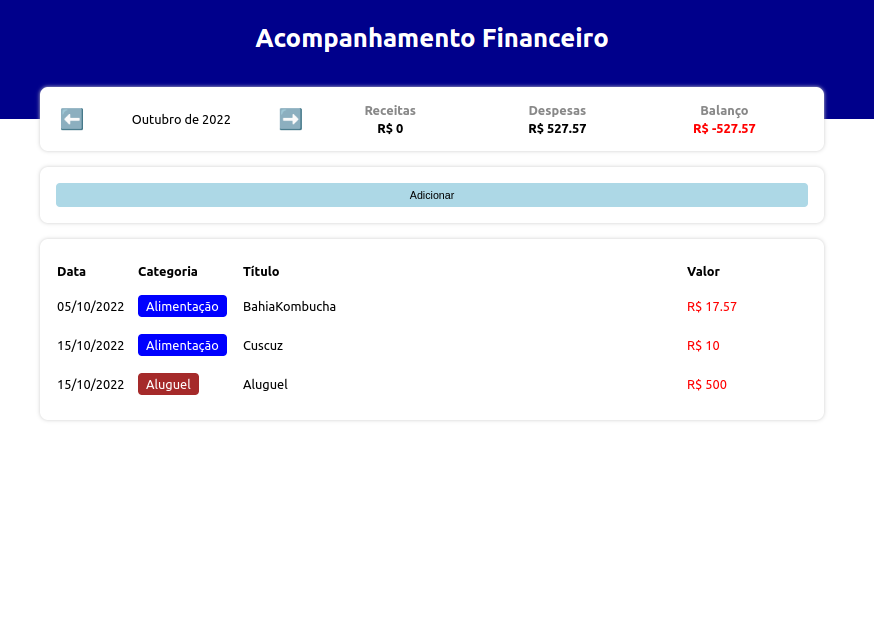 Acompanhamento Financeiro
Outubro de 2022
Receitas
R$ 0
Despesas
R$ 527.57
Balanço
R$ -527.57
Adicionar
Data Categoria Título Valor
05/10/2022 Alimentação BahiaKombucha R$ 17.57
15/10/2022 Alimentação Cuscuz R$ 10
15/10/2022 Aluguel Aluguel R$ 500